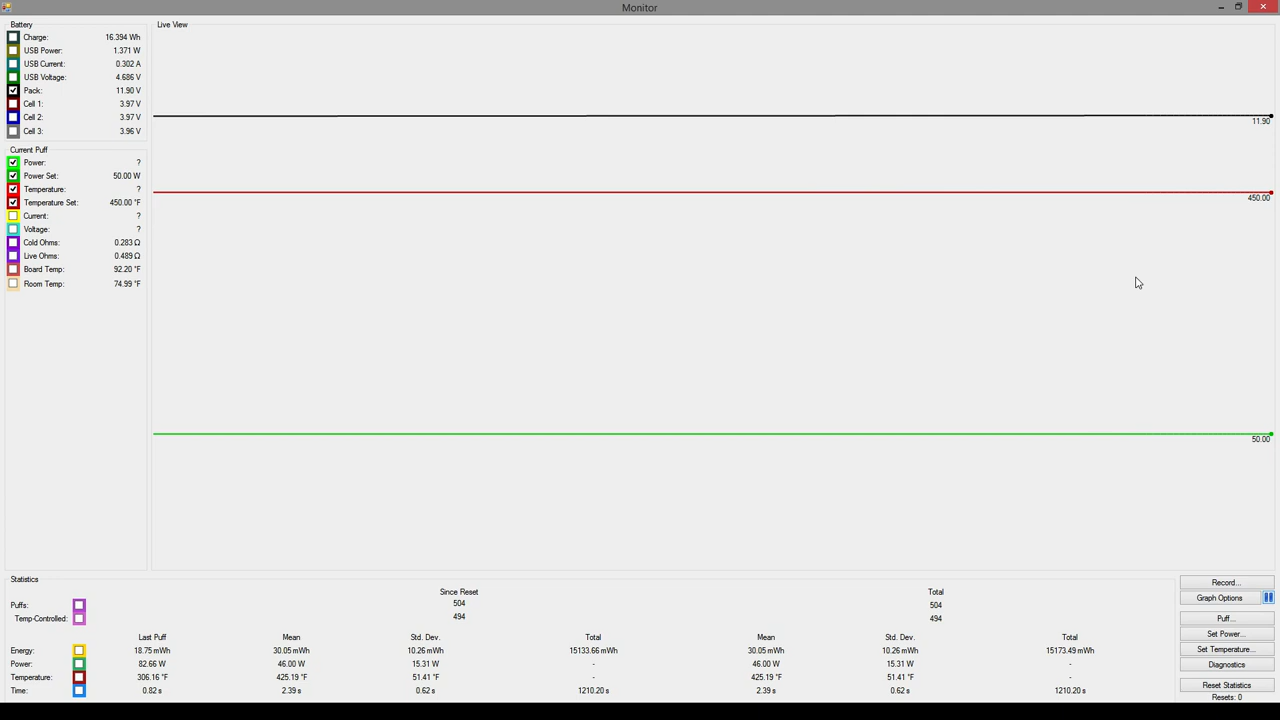 Monitor
Battery
Charge: 16.394 Wh
USB Power: 1.371 W
USB Current: 0.302 A
USB Voltage: 4.686 V
Pack: 11.90 V
Cell 1: 3.97 V
Cell 2: 3.97 V
Cell 3: 3.96 V
Current Puff
Power: ?
Power Set: 50.00 W
Temperature: ?
Temperature Set: 450.00 °F
Current: ?
Voltage: ?
Cold Ohms: 0.283 Ω
Live Ohms: 0.489 Ω
Board Temp: 92.20 °F
Room Temp: 74.99 °F
Live View
11.90
450.00
50.00
Statistics
Since Reset Total
Puffs: 504 504
Temp-Controlled: 494 494
Last Puff Mean Std. Dev. Total Mean Std. Dev. Total
Energy: 18.75 mWh 30.05 mWh 10.26 mWh 15133.66 mWh 30.05 mWh 10.26 mWh 15173.49 mWh
Power: 82.66 W 46.00 W 15.31 W - 46.00 W 15.31 W -
Temperature: 306.16 °F 425.19 °F 51.41 °F - 425.19 °F 51.41 °F -
Time: 0.82 s 2.39 s 0.62 s 1210.20 s 2.39 s 0.62 s 1210.20 s
Record...
Graph Options
Puff...
Set Power...
Set Temperature...
Diagnostics
Reset Statistics
Resets: 0